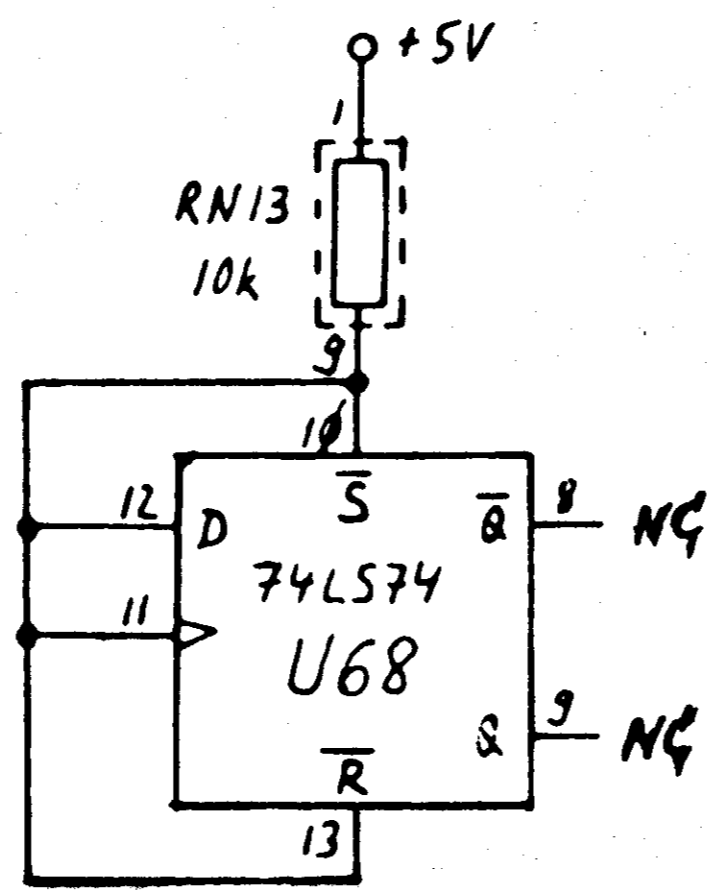 +5V
1
RN13
10k
9
10
12 D S̅ Q̅ 8 NC
74LS74
11
U68
Q 9 NC
R̅
13